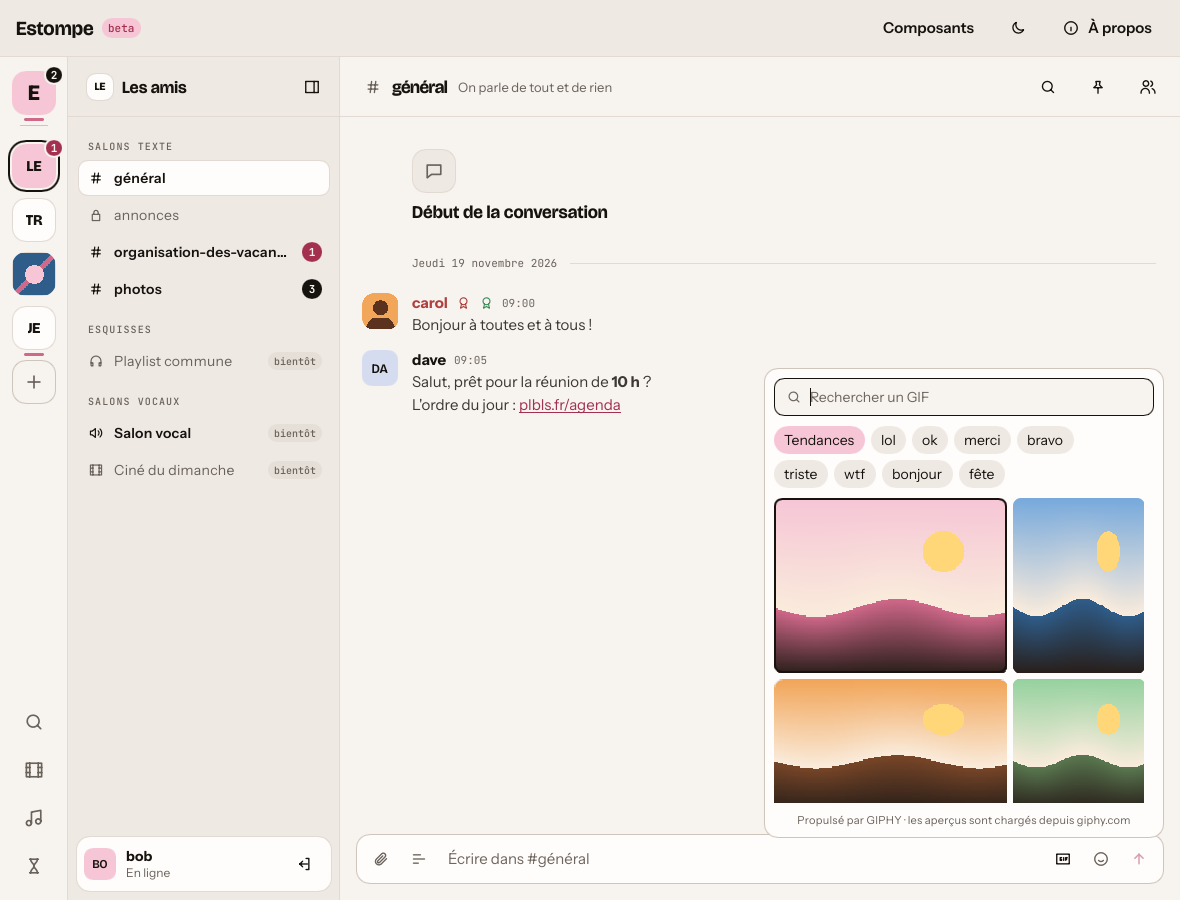 Estompe beta
Composants
À propos
E 2
LE 1
TR
JE
LE Les amis
SALONS TEXTE
# général
annonces
# organisation-des-vacan... 1
# photos 3
ESQUISSES
Playlist commune bientôt
SALONS VOCAUX
Salon vocal bientôt
Ciné du dimanche bientôt
BO bob
En ligne
# général On parle de tout et de rien
Début de la conversation
Jeudi 19 novembre 2026
carol 09:00
Bonjour à toutes et à tous !
DA dave 09:05
Salut, prêt pour la réunion de 10 h ?
L'ordre du jour : plbls.fr/agenda
Rechercher un GIF
Tendances lol ok merci bravo
triste wtf bonjour fête
Propulsé par GIPHY · les aperçus sont chargés depuis giphy.com
Écrire dans #général
GIF